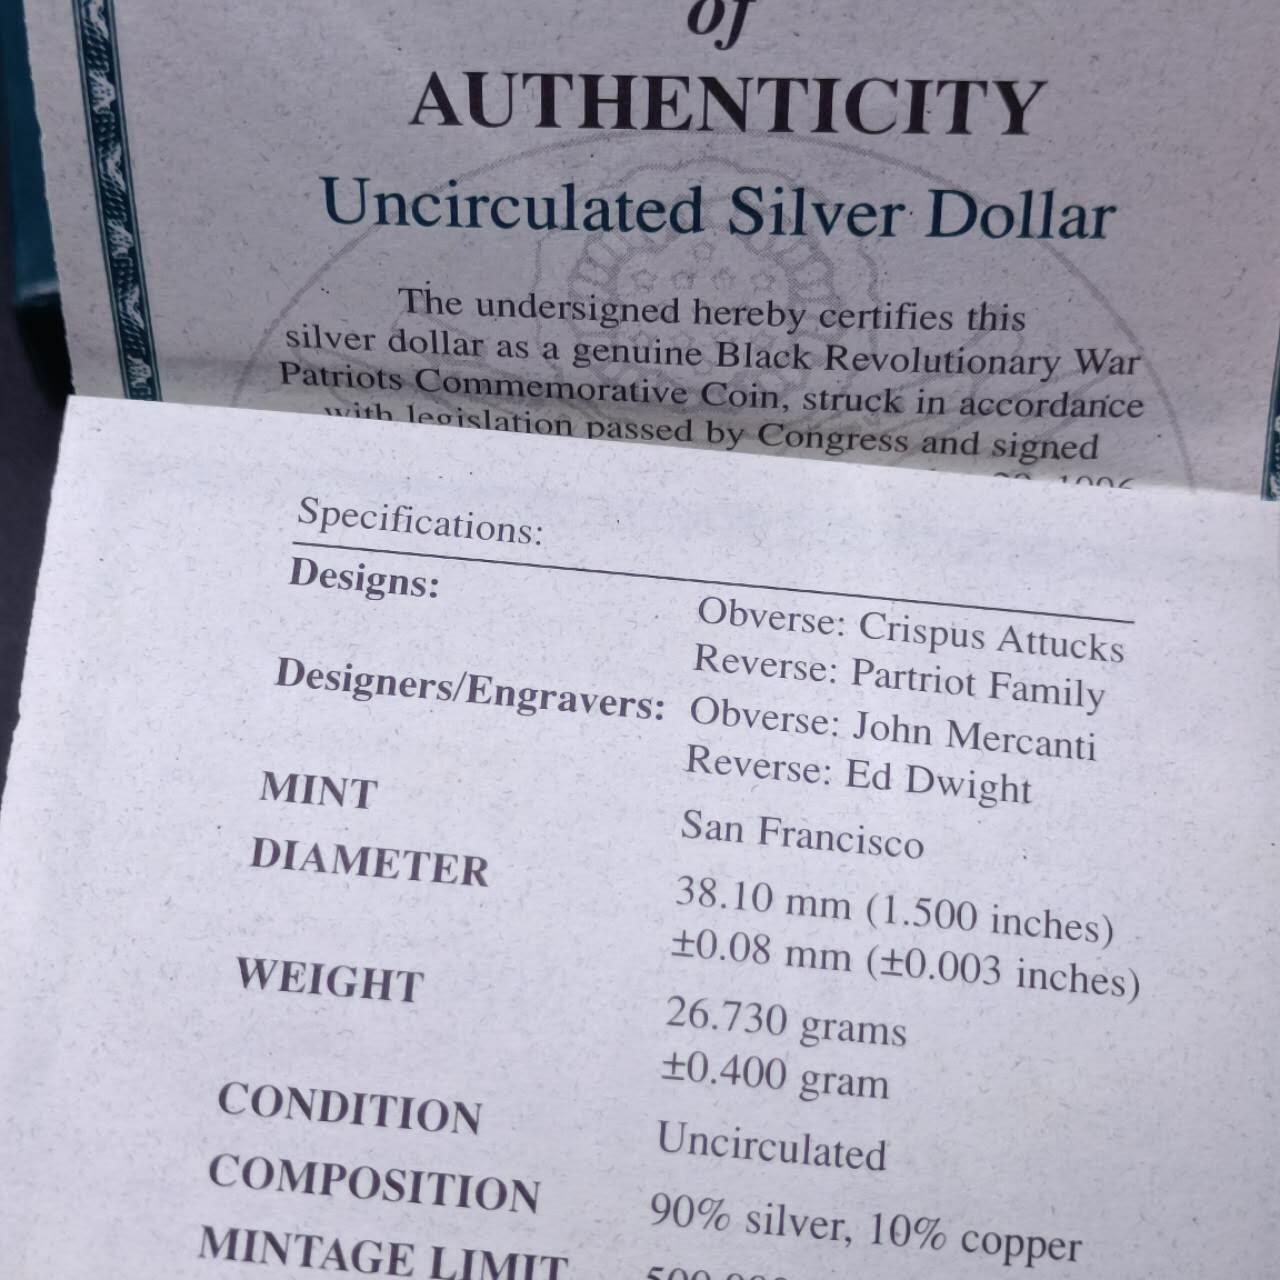 of
AUTHENTICITY
Uncirculated Silver Dollar
The undersigned hereby certifies this
silver dollar as a genuine Black Revolutionary War
Patriots Commemorative Coin, struck in accordance
with legislation passed by Congress and signed
Specifications:
Designs: Obverse: Crispus Attucks
Reverse: Partriot Family
Designers/Engravers: Obverse: John Mercanti
Reverse: Ed Dwight
MINT San Francisco
DIAMETER 38.10 mm (1.500 inches)
±0.08 mm (±0.003 inches)
WEIGHT 26.730 grams
±0.400 gram
CONDITION Uncirculated
COMPOSITION 90% silver, 10% copper
MINTAGE LIMIT